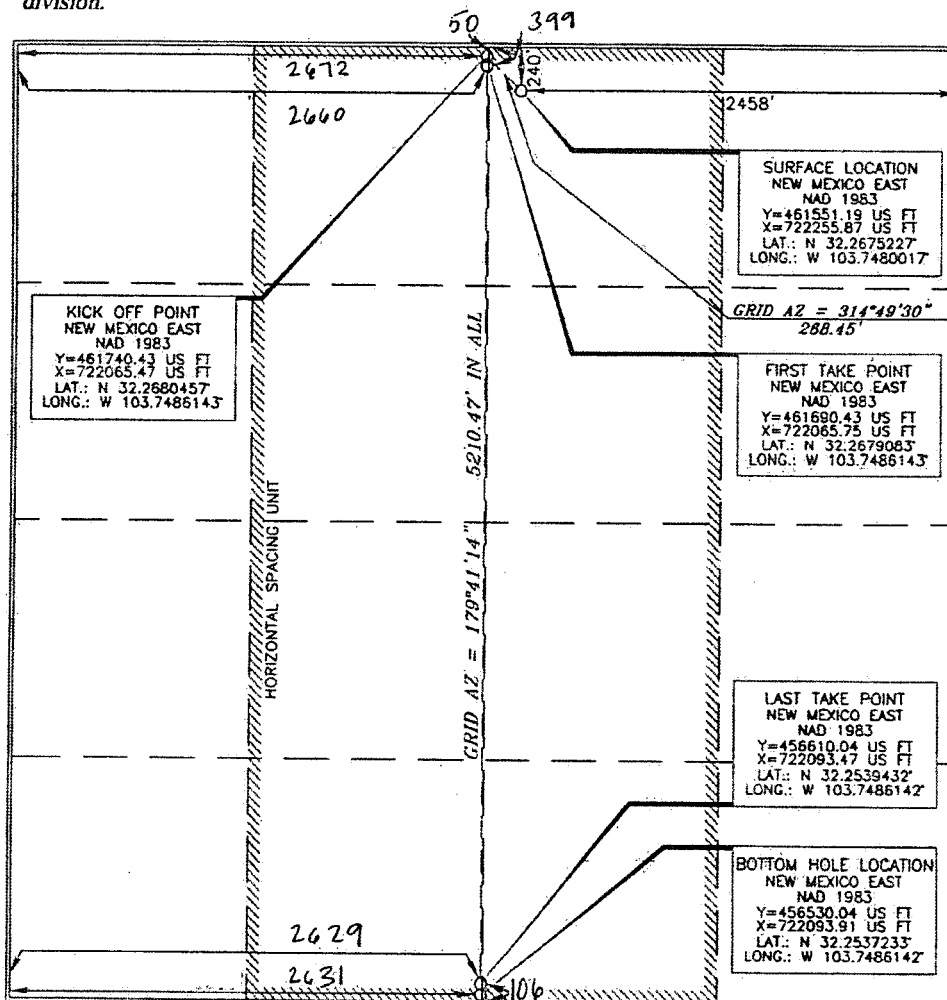 division.
50 399
2672
240'
2660
2458'
SURFACE LOCATION
NEW MEXICO EAST
NAD 1983
Y=461551.19 US FT
X=722255.87 US FT
LAT.: N 32.2675227°
LONG.: W 103.7480017°
KICK OFF POINT
NEW MEXICO EAST
NAD 1983
Y=461740.43 US FT
X=722065.47 US FT
LAT.: N 32.2680457°
LONG.: W 103.7486143°
GRID AZ = 314°49'30"
268.45'
FIRST TAKE POINT
NEW MEXICO EAST
NAD 1983
Y=461690.43 US FT
X=722065.75 US FT
LAT.: N 32.2679083°
LONG.: W 103.7486143°
HORIZONTAL SPACING UNIT
GRID AZ = 179°41'14" 5210.47' IN ALL
LAST TAKE POINT
NEW MEXICO EAST
NAD 1983
Y=456610.04 US FT
X=722093.47 US FT
LAT.: N 32.2539432°
LONG.: W 103.7486142°
BOTTOM HOLE LOCATION
NEW MEXICO EAST
NAD 1983
Y=456530.04 US FT
X=722093.91 US FT
LAT.: N 32.2537233°
LONG.: W 103.7486142°
2629
2631
106